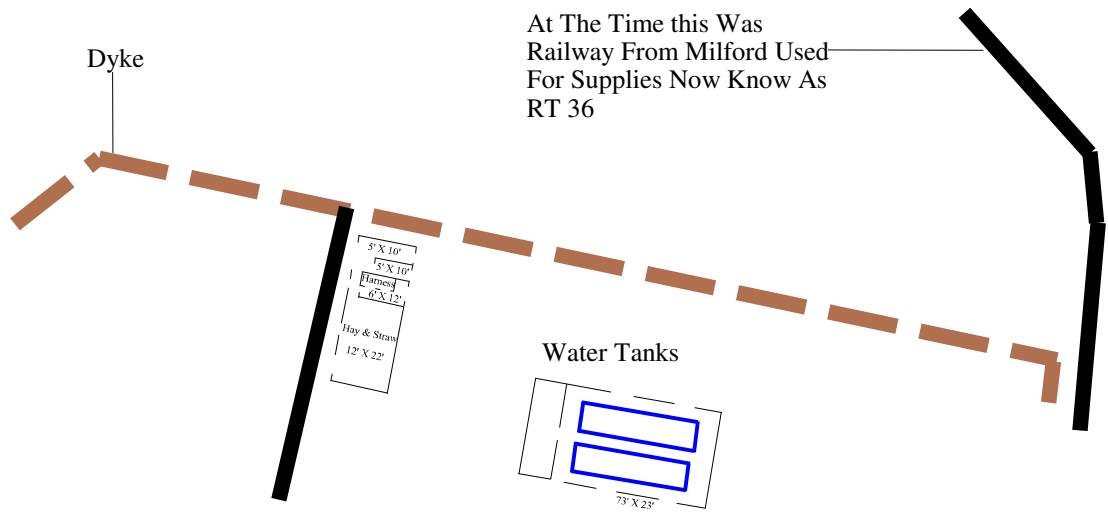 At The Time this Was
Railway From Milford Used
For Supplies Now Know As
RT 36
Dyke
5' X 10'
5' X 10'
Harness
6' X 12'
Hay & Straw
12' X 22'
Water Tanks
73' X 23'